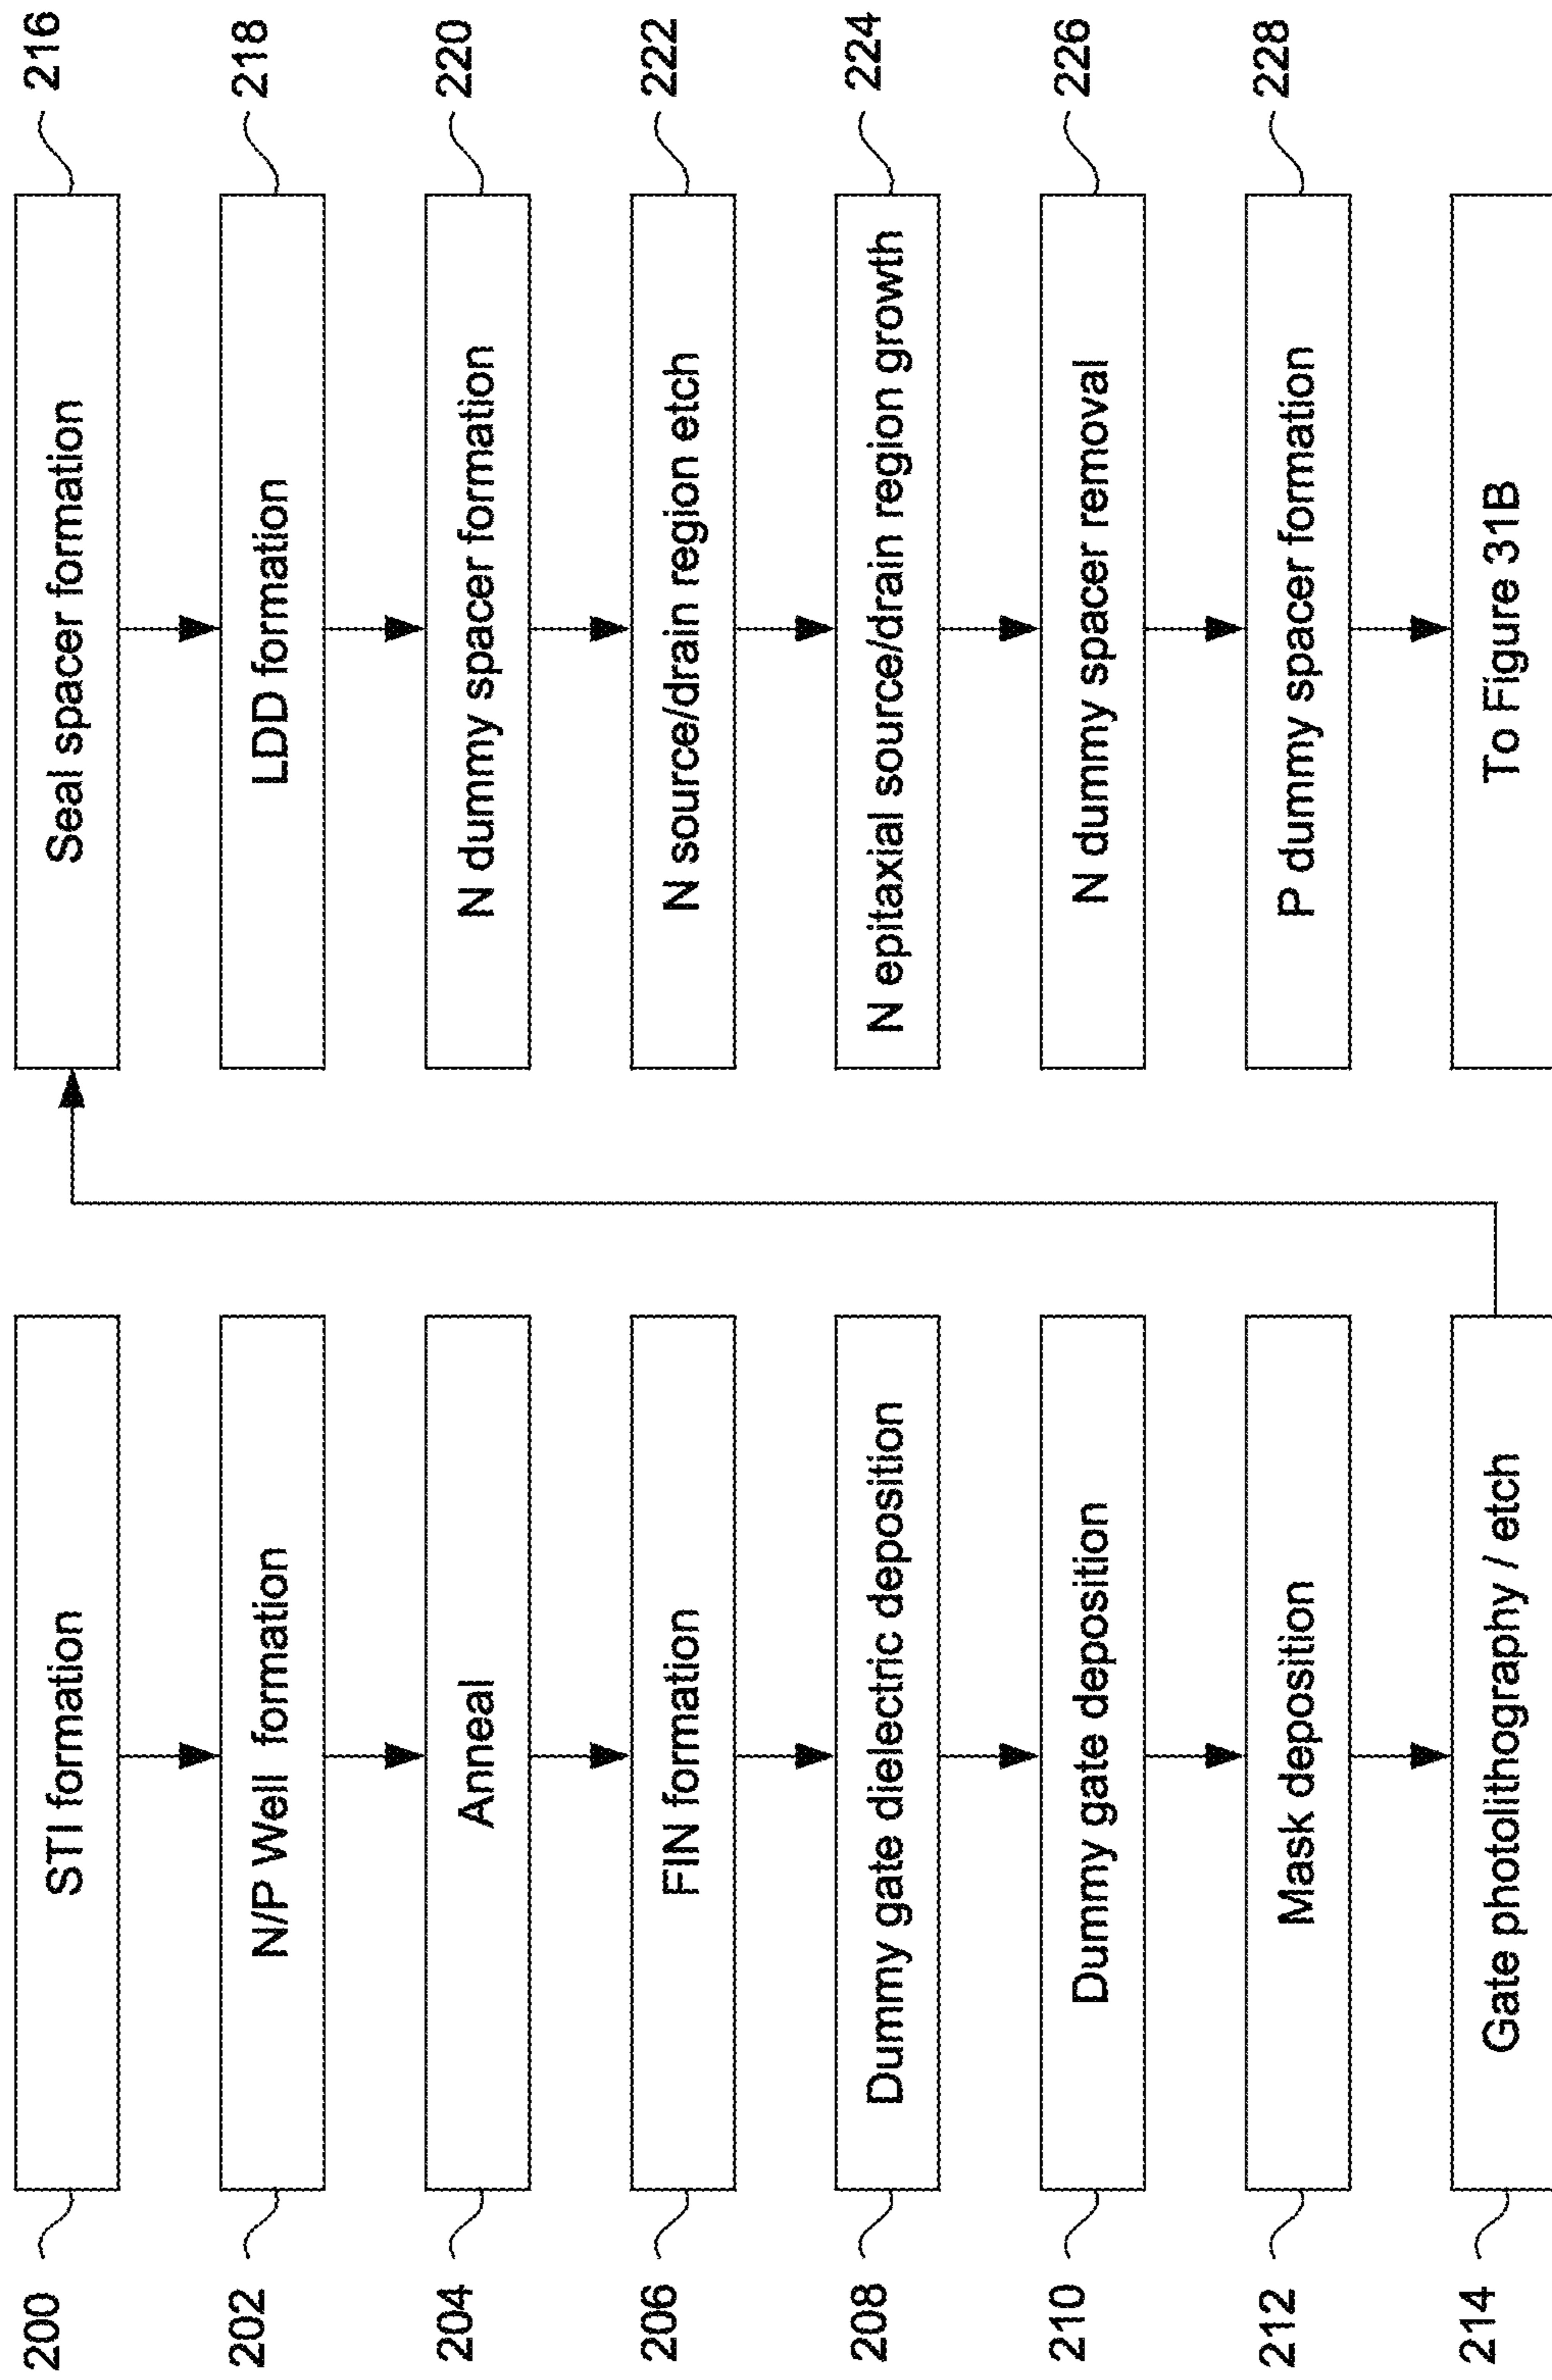 200
STI formation
202
N/P Well formation
204
Anneal
206
FIN formation
208
Dummy gate dielectric deposition
210
Dummy gate deposition
212
Mask deposition
214
Gate photolithography / etch
Seal spacer formation
216
LDD formation
218
N dummy spacer formation
220
N source/drain region etch
222
N epitaxial source/drain region growth
224
N dummy spacer removal
226
P dummy spacer formation
228
To Figure 31B